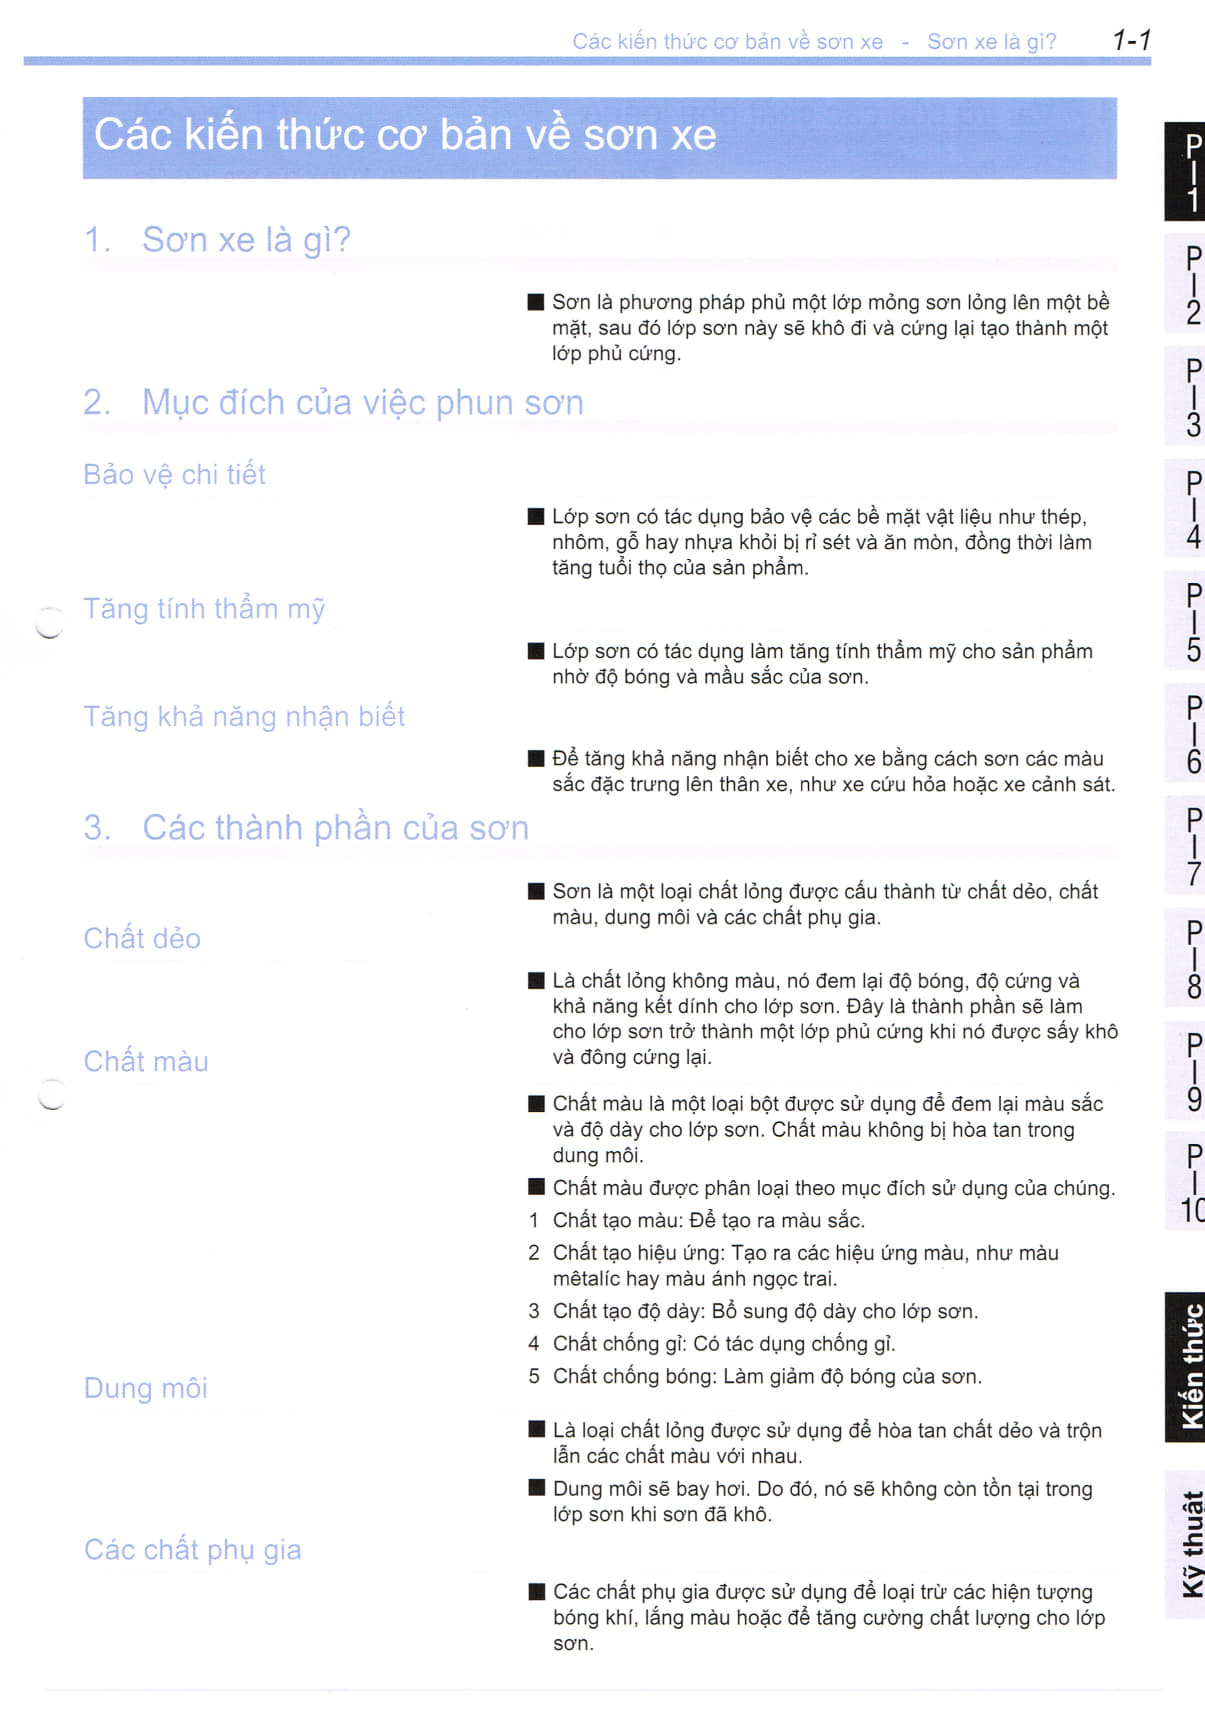 Các kiến thức cơ bản về sơn xe - Sơn xe là gì? 1-1
Các kiến thức cơ bản về sơn xe
1. Sơn xe là gì?
■ Sơn là phương pháp phủ một lớp mỏng sơn lỏng lên một bề
mặt, sau đó lớp sơn này sẽ khô đi và cứng lại tạo thành một
lớp phủ cứng.
2. Mục đích của việc phun sơn
Bảo vệ chi tiết
■ Lớp sơn có tác dụng bảo vệ các bề mặt vật liệu như thép,
nhôm, gỗ hay nhựa khỏi bị rỉ sét và ăn mòn, đồng thời làm
tăng tuổi thọ của sản phẩm.
Tăng tính thẩm mỹ
■ Lớp sơn có tác dụng làm tăng tính thẩm mỹ cho sản phẩm
nhờ độ bóng và mầu sắc của sơn.
Tăng khả năng nhận biết
■ Để tăng khả năng nhận biết cho xe bằng cách sơn các màu
sắc đặc trưng lên thân xe, như xe cứu hỏa hoặc xe cảnh sát.
3. Các thành phần của sơn
■ Sơn là một loại chất lỏng được cấu thành từ chất dẻo, chất
màu, dung môi và các chất phụ gia.
Chất dẻo
■ Là chất lỏng không màu, nó đem lại độ bóng, độ cứng và
khả năng kết dính cho lớp sơn. Đây là thành phần sẽ làm
cho lớp sơn trở thành một lớp phủ cứng khi nó được sấy khô
và đông cứng lại.
Chất màu
■ Chất màu là một loại bột được sử dụng để đem lại màu sắc
và độ dày cho lớp sơn. Chất màu không bị hòa tan trong
dung môi.
■ Chất màu được phân loại theo mục đích sử dụng của chúng.
1 Chất tạo màu: Để tạo ra màu sắc.
2 Chất tạo hiệu ứng: Tạo ra các hiệu ứng màu, như màu
mêtalíc hay màu ánh ngọc trai.
3 Chất tạo độ dày: Bổ sung độ dày cho lớp sơn.
4 Chất chống gỉ: Có tác dụng chống gỉ.
5 Chất chống bóng: Làm giảm độ bóng của sơn.
Dung môi
■ Là loại chất lỏng được sử dụng để hòa tan chất dẻo và trộn
lẫn các chất màu với nhau.
■ Dung môi sẽ bay hơi. Do đó, nó sẽ không còn tồn tại trong
lớp sơn khi sơn đã khô.
Các chất phụ gia
■ Các chất phụ gia được sử dụng để loại trừ các hiện tượng
bóng khí, lắng màu hoặc để tăng cường chất lượng cho lớp
sơn.
P-1
P-2
P-3
P-4
P-5
P-6
P-7
P-8
P-9
P-10
Kiến thức
Kỹ thuật